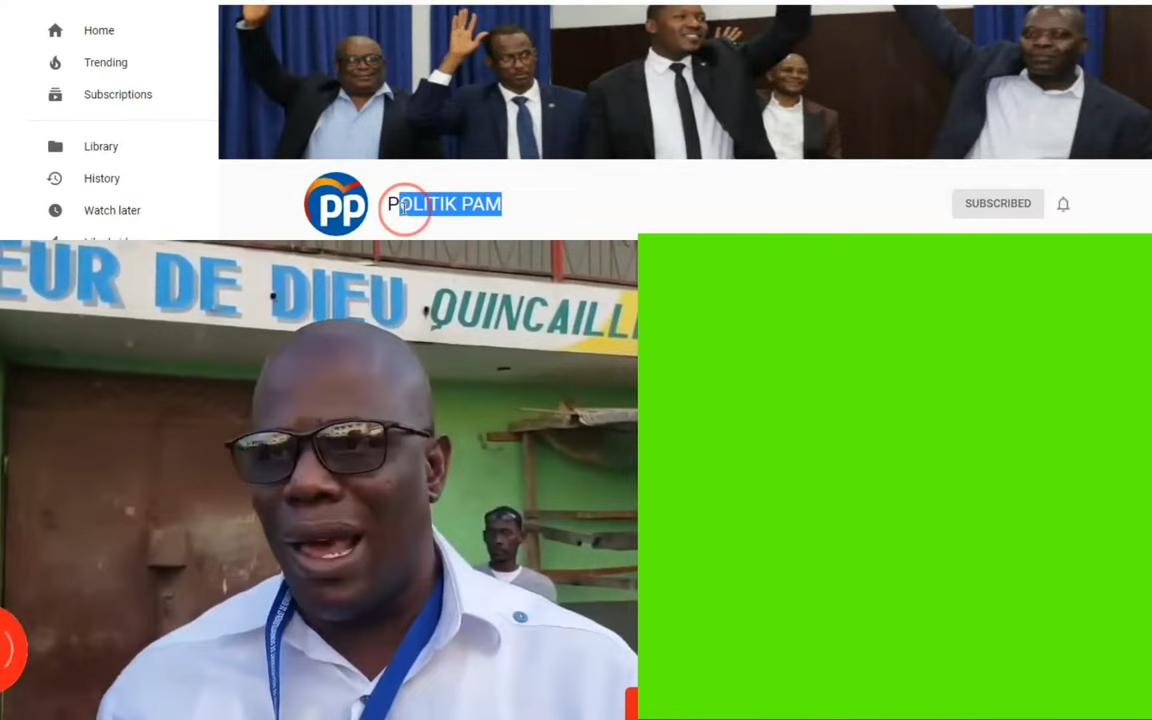 Home
Trending
Subscriptions
Library
History
Watch later
pp
POLITIK PAM
SUBSCRIBED
EUR DE DIEU QUINCAILL